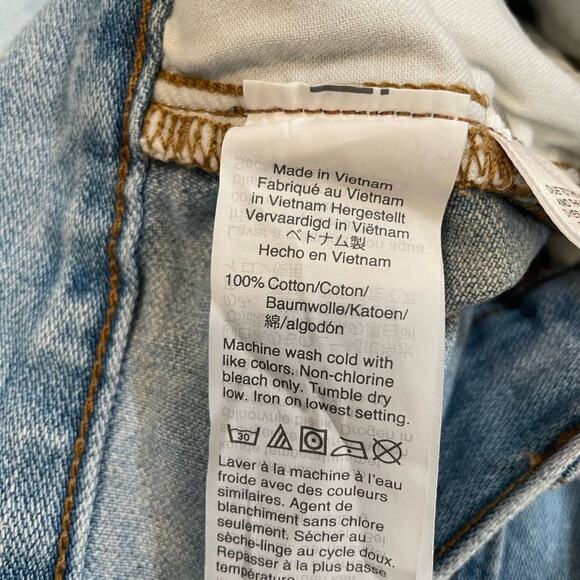 Made in Vietnam
Fabriqué au Vietnam
in Vietnam Hergestellt
Vervaardigd in Viëtnam
ベトナム製
Hecho en Vietnam
100% Cotton/Coton/
Baumwolle/Katoen/
綿/algodón
Machine wash cold with
like colors. Non-chlorine
bleach only. Tumble dry
low. Iron on lowest setting.
30
Laver à la machine à l'eau
froide avec des couleurs
similaires. Agent de
blanchiment sans chlore
seulement. Sécher au
sèche-linge au cycle doux.
Repasser à la plus basse
température.